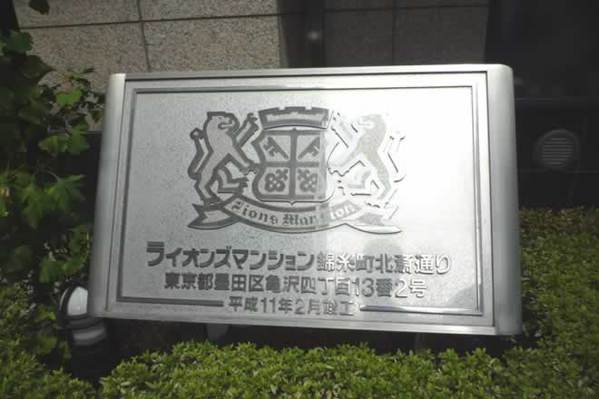 Lions Mansion
ライオンズマンション錦糸町北斎通り
東京都墨田区亀沢四丁目13番2号
平成11年2月竣工